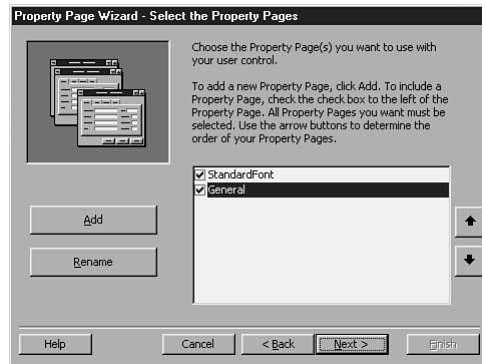 Property Page Wizard - Select the Property Pages
Choose the Property Page(s) you want to use with
your user control.
To add a new Property Page, click Add. To include a
Property Page, check the check box to the left of the
Property Page. All Property Pages you want must be
selected. Use the arrow buttons to determine the
order of your Property Pages.
StandardFont
General
Add
Rename
Help
Cancel
< Back
Next >
Finish